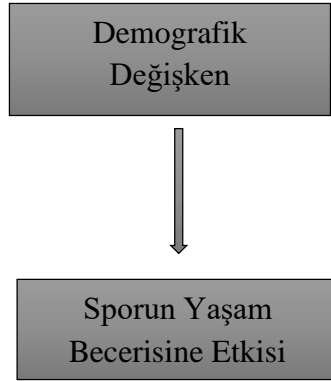 Demografik
Değişken
Sporun Yaşam
Becerisine Etkisi